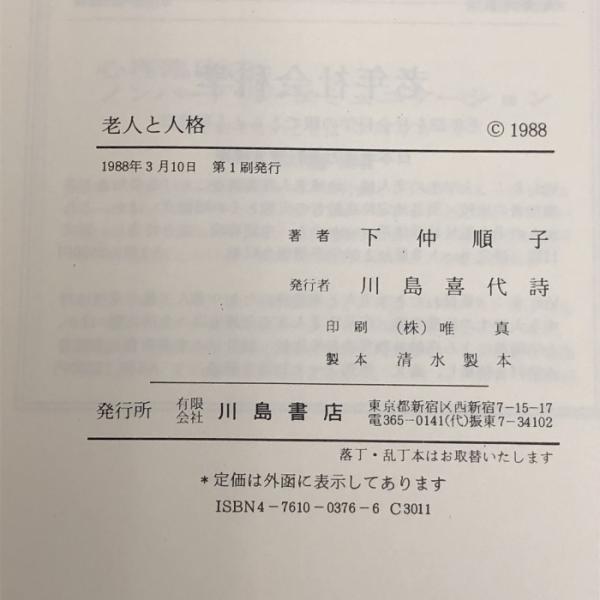 老人と人格 ©1988
1988年3月10日 第1刷発行
著者 下仲順子
発行者 川島喜代詩
印刷 (株)唯真
製本 清水製本
発行所 有限会社 川島書店 東京都新宿区西新宿7-15-17
電365-0141(代)振東7-34102
落丁・乱丁本はお取替いたします
*定価は外函に表示してあります
ISBN4-7610-0376-6 C3011